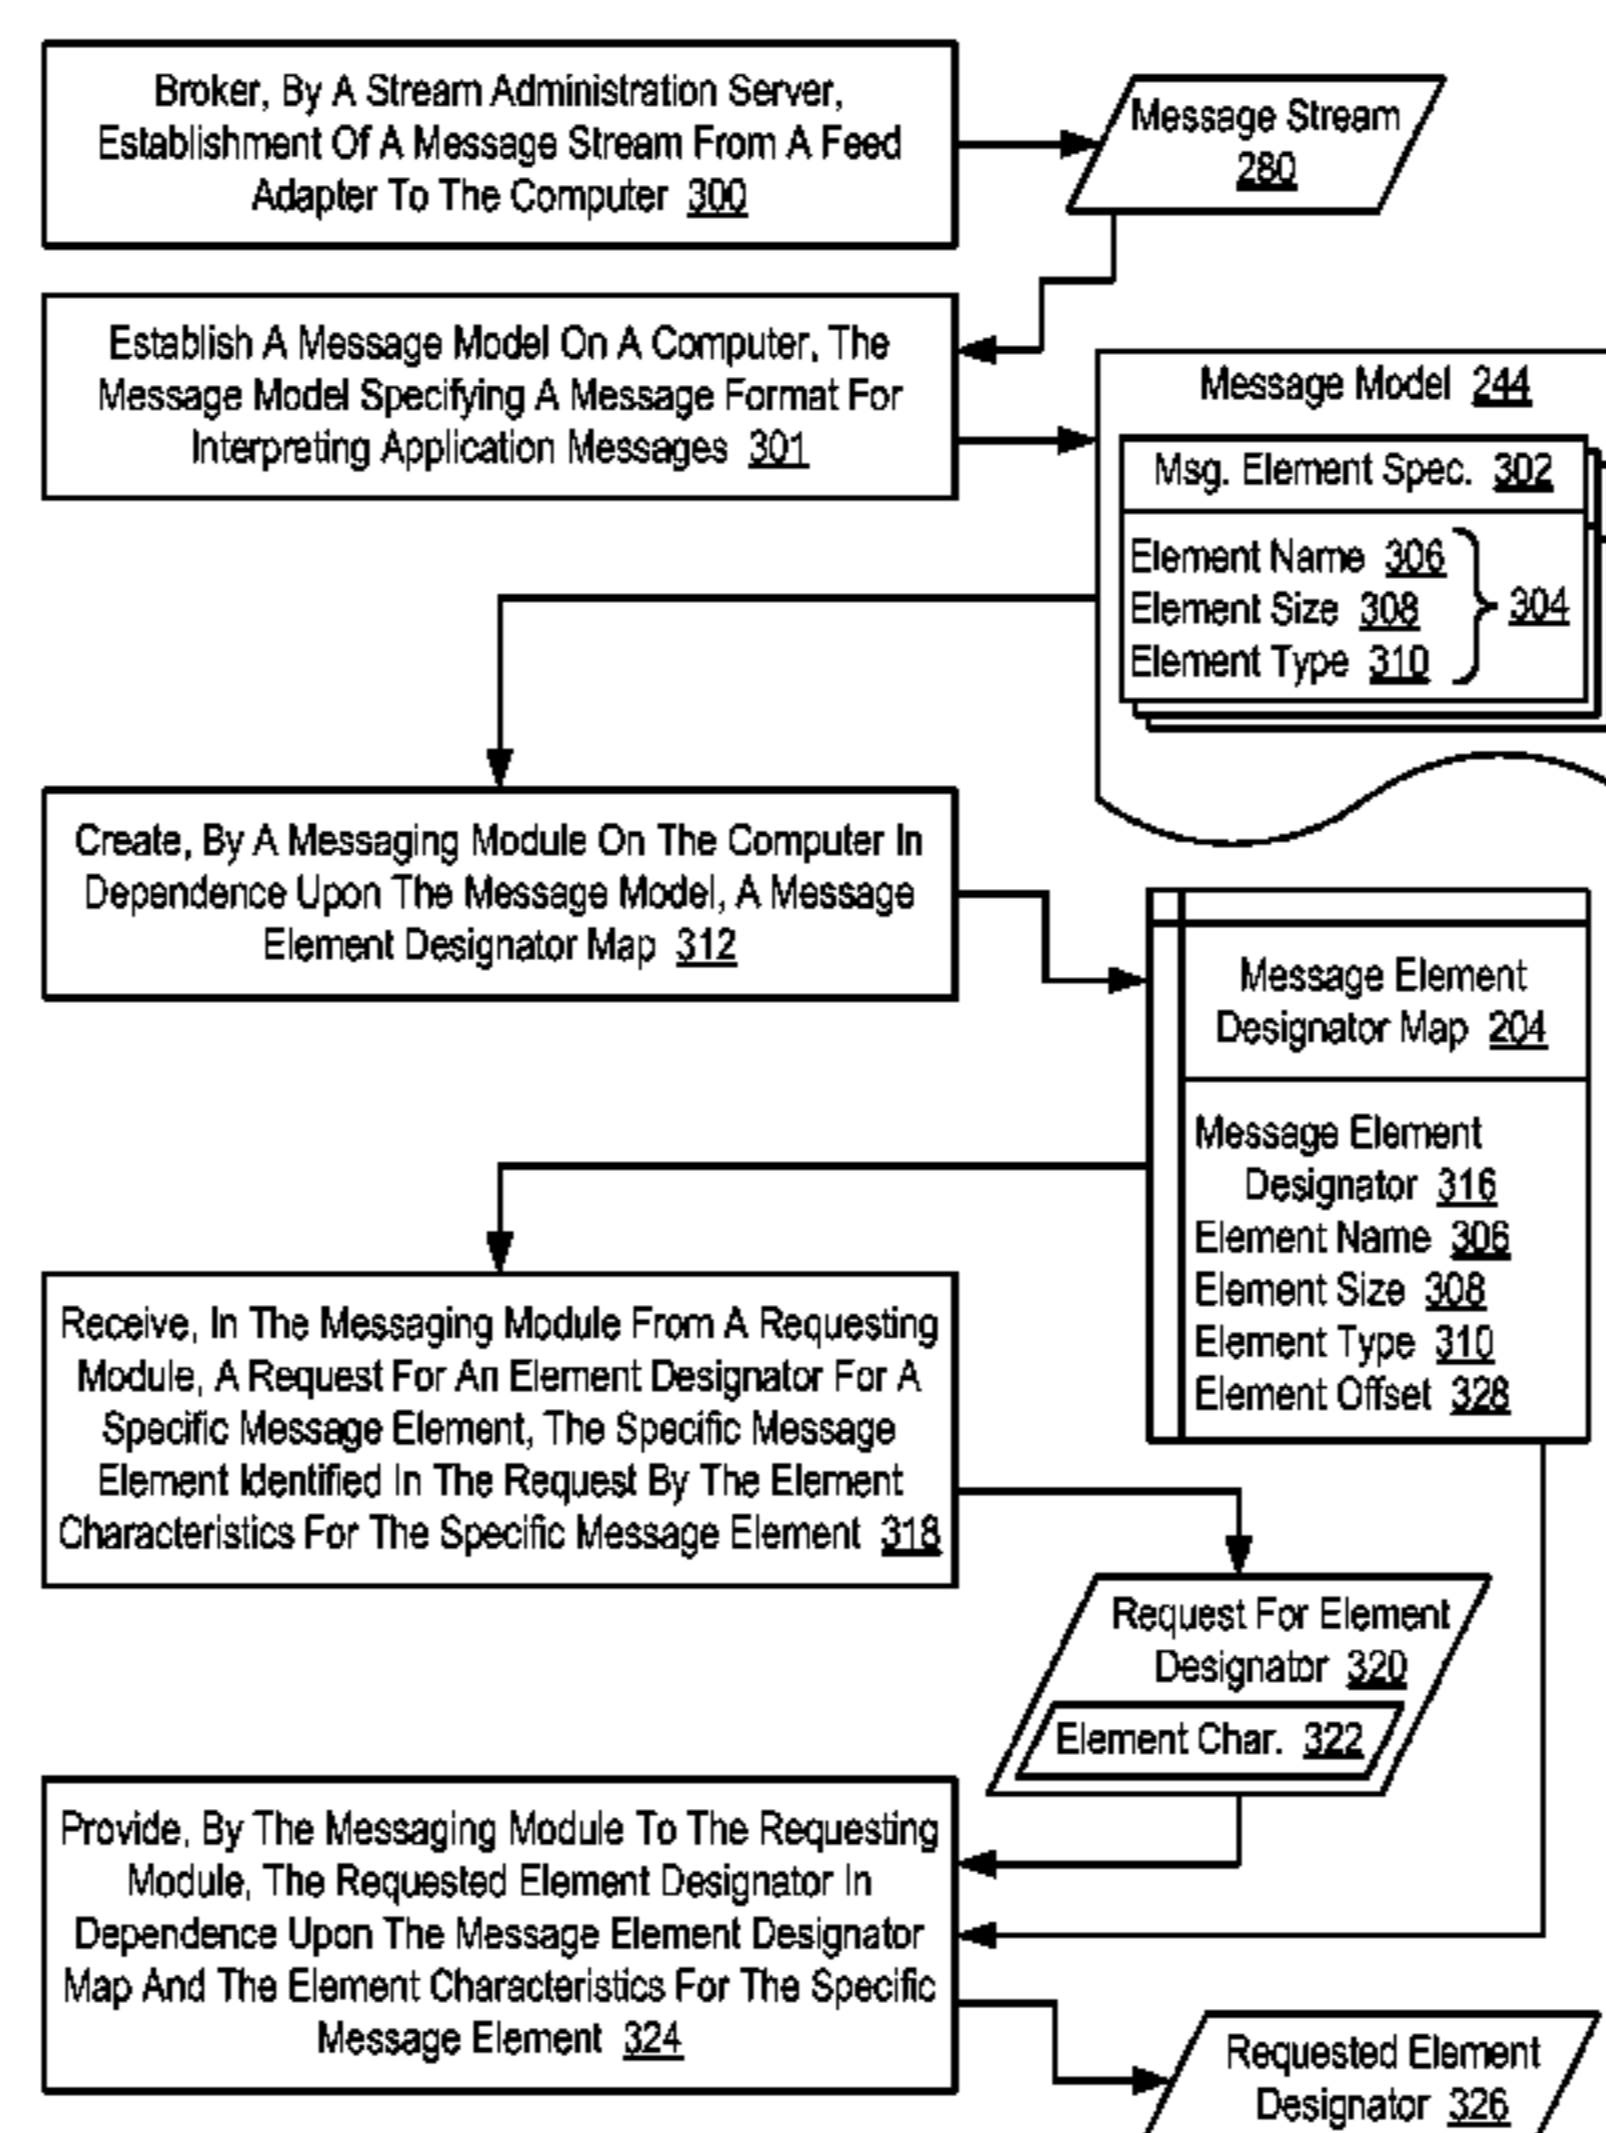 Broker, By A Stream Administration Server,
Establishment Of A Message Stream From A Feed
Adapter To The Computer 300
Message Stream
280
Establish A Message Model On A Computer, The
Message Model Specifying A Message Format For
Interpreting Application Messages 301
Message Model 244
Msg. Element Spec. 302
Element Name 306
Element Size 308
Element Type 310
304
Create, By A Messaging Module On The Computer In
Dependence Upon The Message Model, A Message
Element Designator Map 312
Message Element
Designator Map 204
Message Element
Designator 316
Element Name 306
Element Size 308
Element Type 310
Element Offset 328
Receive, In The Messaging Module From A Requesting
Module, A Request For An Element Designator For A
Specific Message Element, The Specific Message
Element Identified In The Request By The Element
Characteristics For The Specific Message Element 318
Request For Element
Designator 320
Element Char. 322
Provide, By The Messaging Module To The Requesting
Module, The Requested Element Designator In
Dependence Upon The Message Element Designator
Map And The Element Characteristics For The Specific
Message Element 324
Requested Element
Designator 326